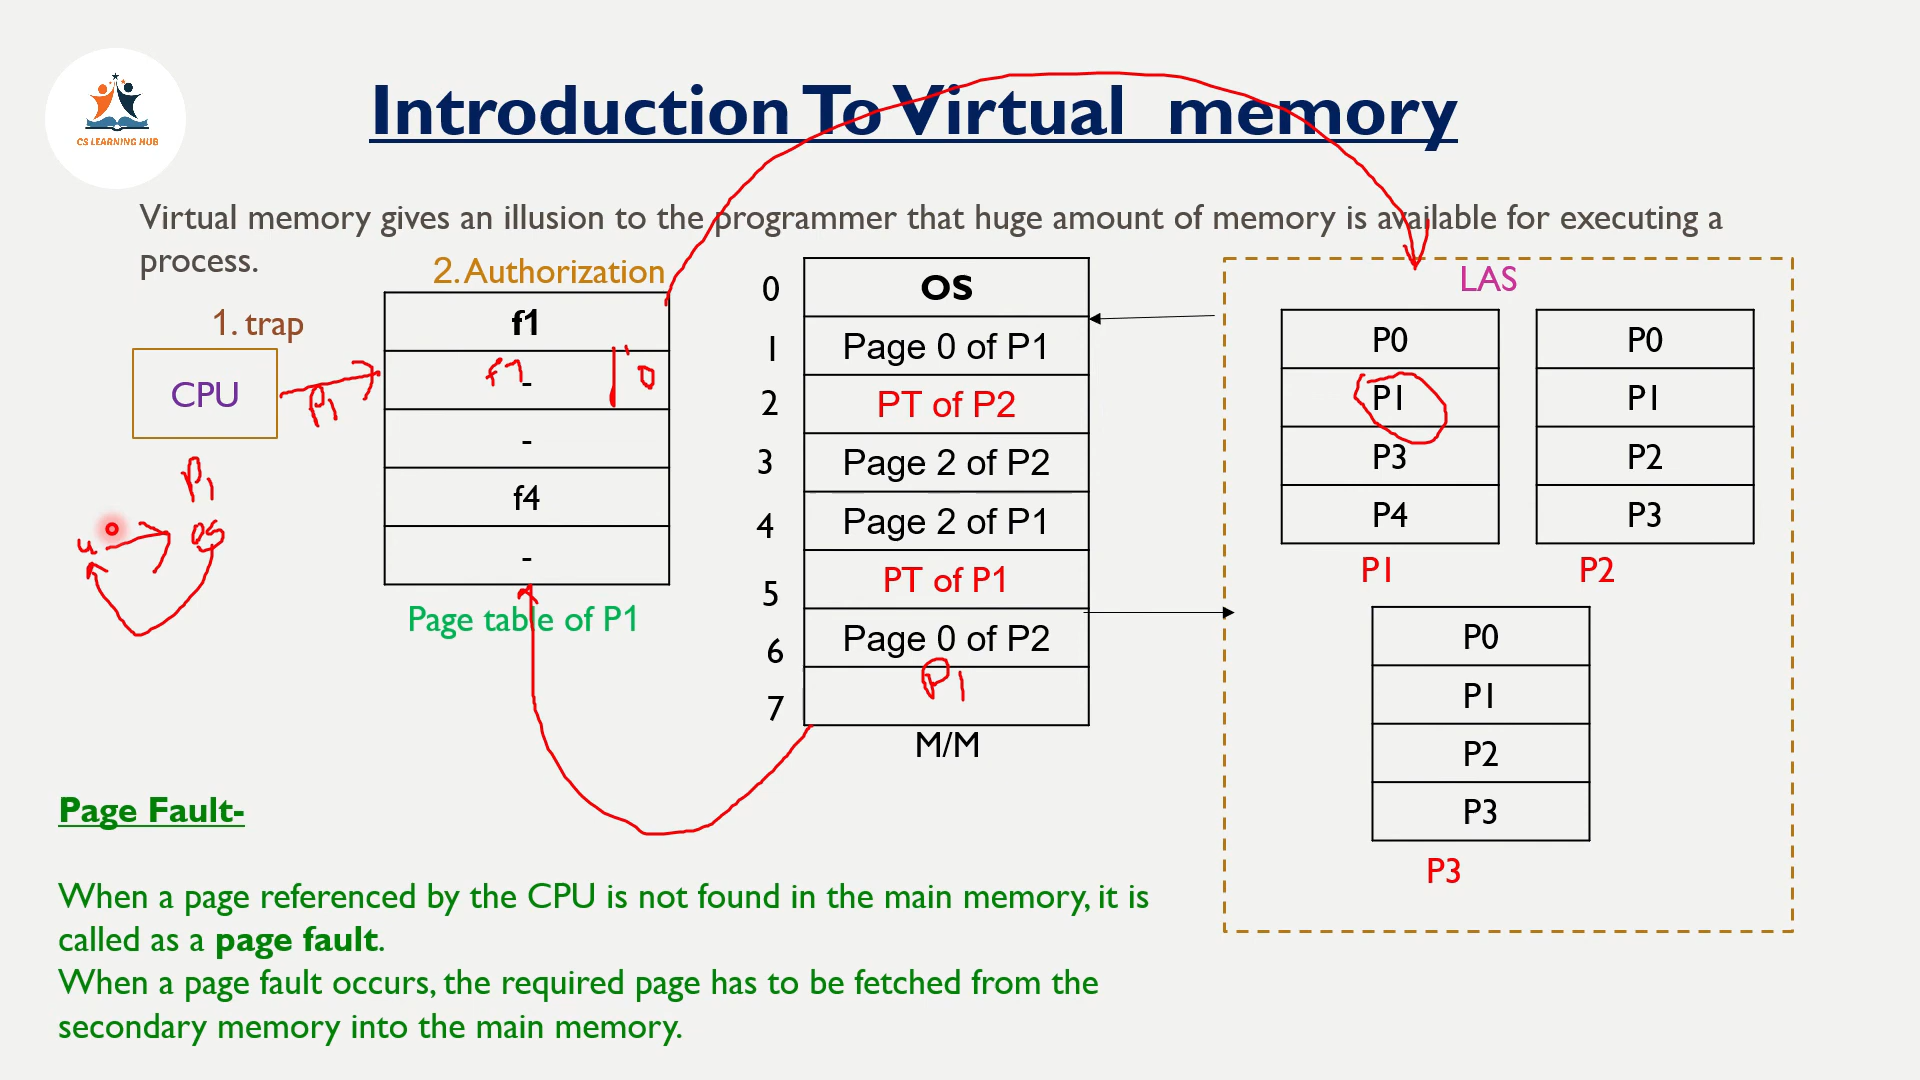 CS LEARNING HUB
Introduction To Virtual memory
Virtual memory gives an illusion to the programmer that huge amount of memory is available for executing a
process.
1. trap
CPU
P1
P1
u
OS
2. Authorization
f1
f7 - 0
-
f4
-
Page table of P1
0 OS
1 Page 0 of P1
2 PT of P2
3 Page 2 of P2
4 Page 2 of P1
5 PT of P1
6 Page 0 of P2
7 P1
M/M
LAS
P0
P1
P3
P4
P1
P0
P1
P2
P3
P2
P0
P1
P2
P3
P3
Page Fault-
When a page referenced by the CPU is not found in the main memory, it is
called as a page fault.
When a page fault occurs, the required page has to be fetched from the
secondary memory into the main memory.